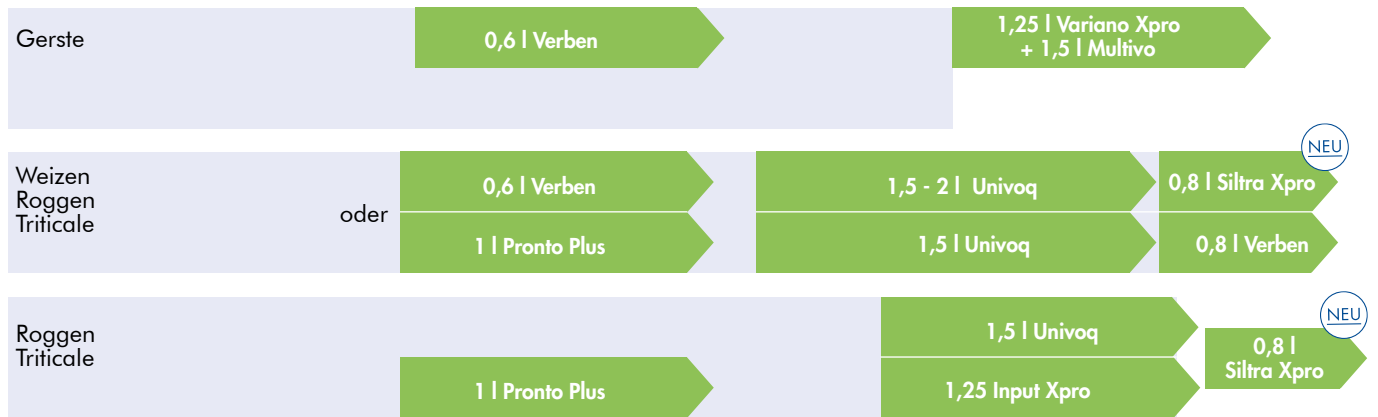 Gerste
0,6 l Verben
1,25 l Variano Xpro
+ 1,5 l Multivo
NEU
Weizen
Roggen
Triticale
oder
0,6 l Verben
1,5 - 2 l Univoq
0,8 l Siltra Xpro
1 l Pronto Plus
1,5 l Univoq
0,8 l Verben
NEU
Roggen
Triticale
1,5 l Univoq
0,8 l
Siltra Xpro
1 l Pronto Plus
1,25 Input Xpro